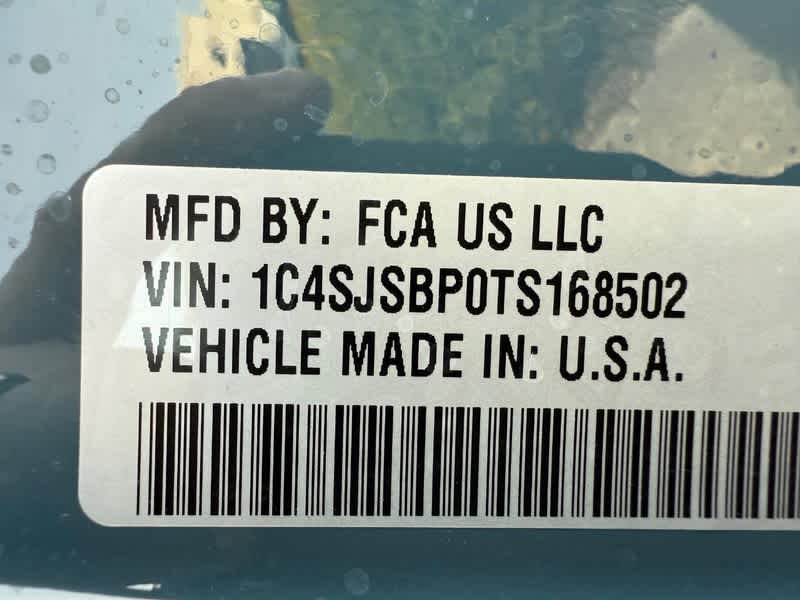 MFD BY: FCA US LLC
VIN: 1C4SJSBP0TS168502
VEHICLE MADE IN: U.S.A.